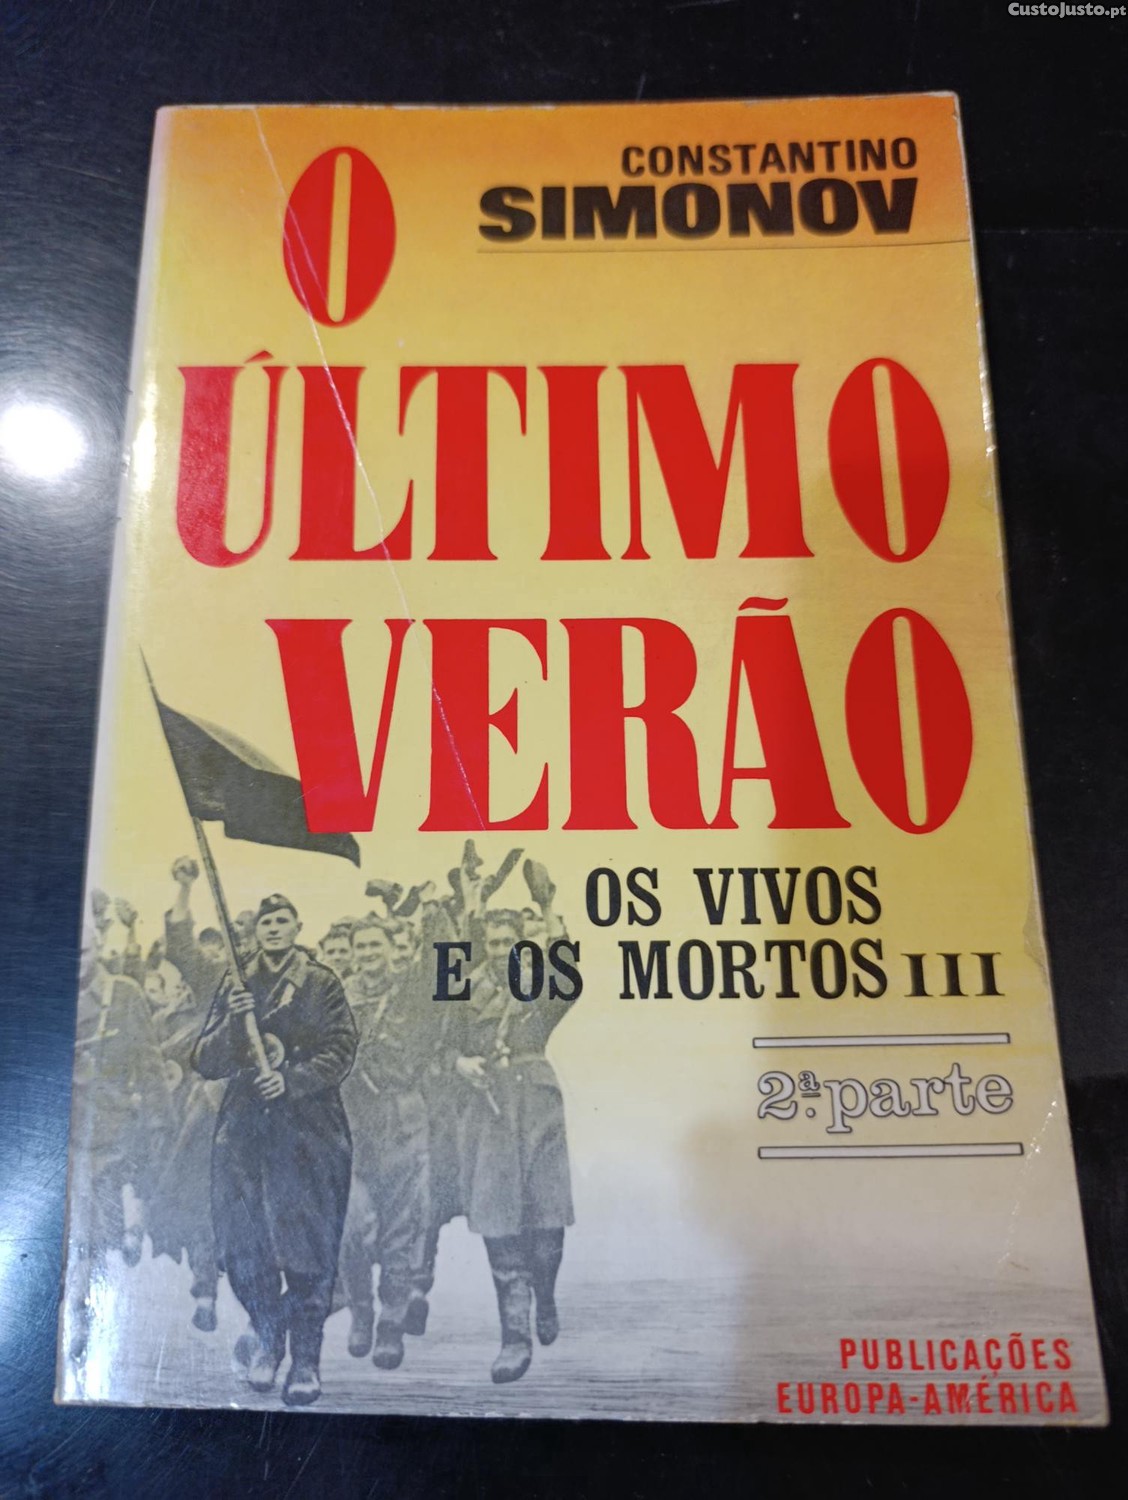 CustoJusto.pt
CONSTANTINO
SIMONOV
O
ÚLTIMO
VERÃO
OS VIVOS
E OS MORTOS III
2ª. parte
PUBLICAÇÕES
EUROPA-AMÉRICA